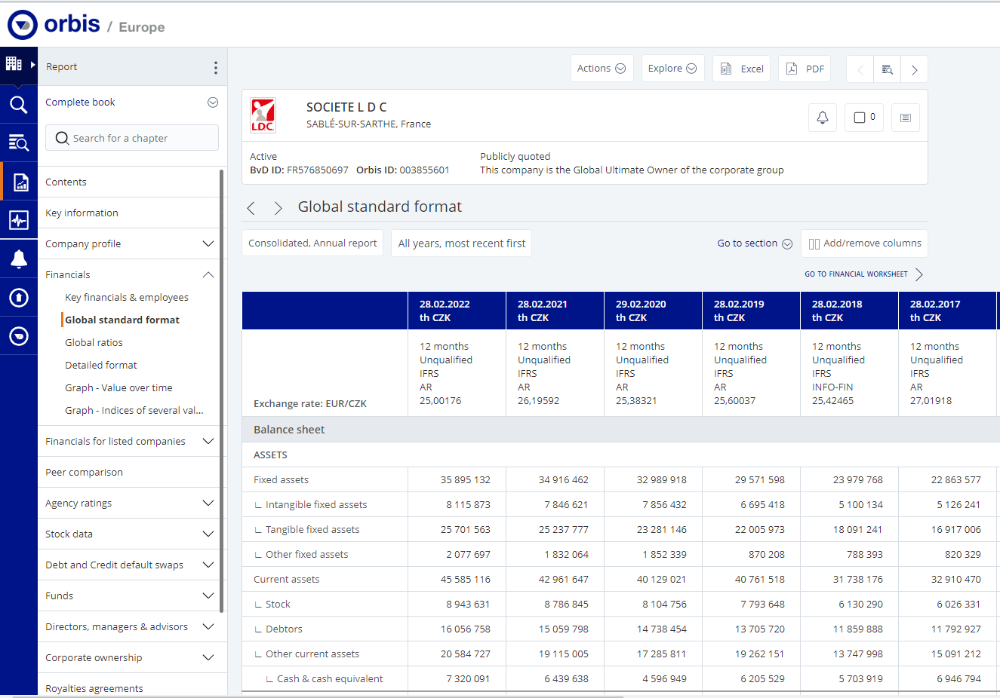 orbis / Europe
Report
Complete book
Search for a chapter
Contents
Key information
Company profile
Financials
Key financials & employees
Global standard format
Global ratios
Detailed format
Graph - Value over time
Graph - Indices of several val...
Financials for listed companies
Peer comparison
Agency ratings
Stock data
Debt and Credit default swaps
Funds
Directors, managers & advisors
Corporate ownership
Royalties agreements
Actions
Explore
Excel
PDF
LDC
SOCIETE L D C
SABLÉ-SUR-SARTHE, France
0
Active
BvD ID: FR576850697 Orbis ID: 003855601
Publicly quoted
This company is the Global Ultimate Owner of the corporate group
Global standard format
Consolidated, Annual report
All years, most recent first
Go to section
Add/remove columns
GO TO FINANCIAL WORKSHEET
28.02.2022 28.02.2021 29.02.2020 28.02.2019 28.02.2018 28.02.2017
th CZK th CZK th CZK th CZK th CZK th CZK
12 months 12 months 12 months 12 months 12 months 12 months
Unqualified Unqualified Unqualified Unqualified Unqualified Unqualified
IFRS IFRS IFRS IFRS IFRS IFRS
AR AR AR AR INFO-FIN AR
Exchange rate: EUR/CZK 25,00176 26,19592 25,38321 25,60037 25,42465 27,01918
Balance sheet
ASSETS
Fixed assets 35 895 132 34 916 462 32 989 918 29 571 598 23 979 768 22 863 577
Intangible fixed assets 8 115 873 7 846 621 7 856 432 6 695 418 5 100 134 5 126 241
Tangible fixed assets 25 701 563 25 237 777 23 281 146 22 005 973 18 091 241 16 917 006
Other fixed assets 2 077 697 1 832 064 1 852 339 870 208 788 393 820 329
Current assets 45 585 116 42 961 647 40 129 021 40 761 518 31 738 176 32 910 470
Stock 8 943 631 8 786 845 8 104 756 7 793 648 6 130 290 6 026 331
Debtors 16 056 758 15 059 798 14 738 454 13 705 720 11 859 888 11 792 927
Other current assets 20 584 727 19 115 005 17 285 811 19 262 151 13 747 998 15 091 212
Cash & cash equivalent 7 320 091 6 439 638 4 596 949 6 205 529 5 703 919 6 946 794